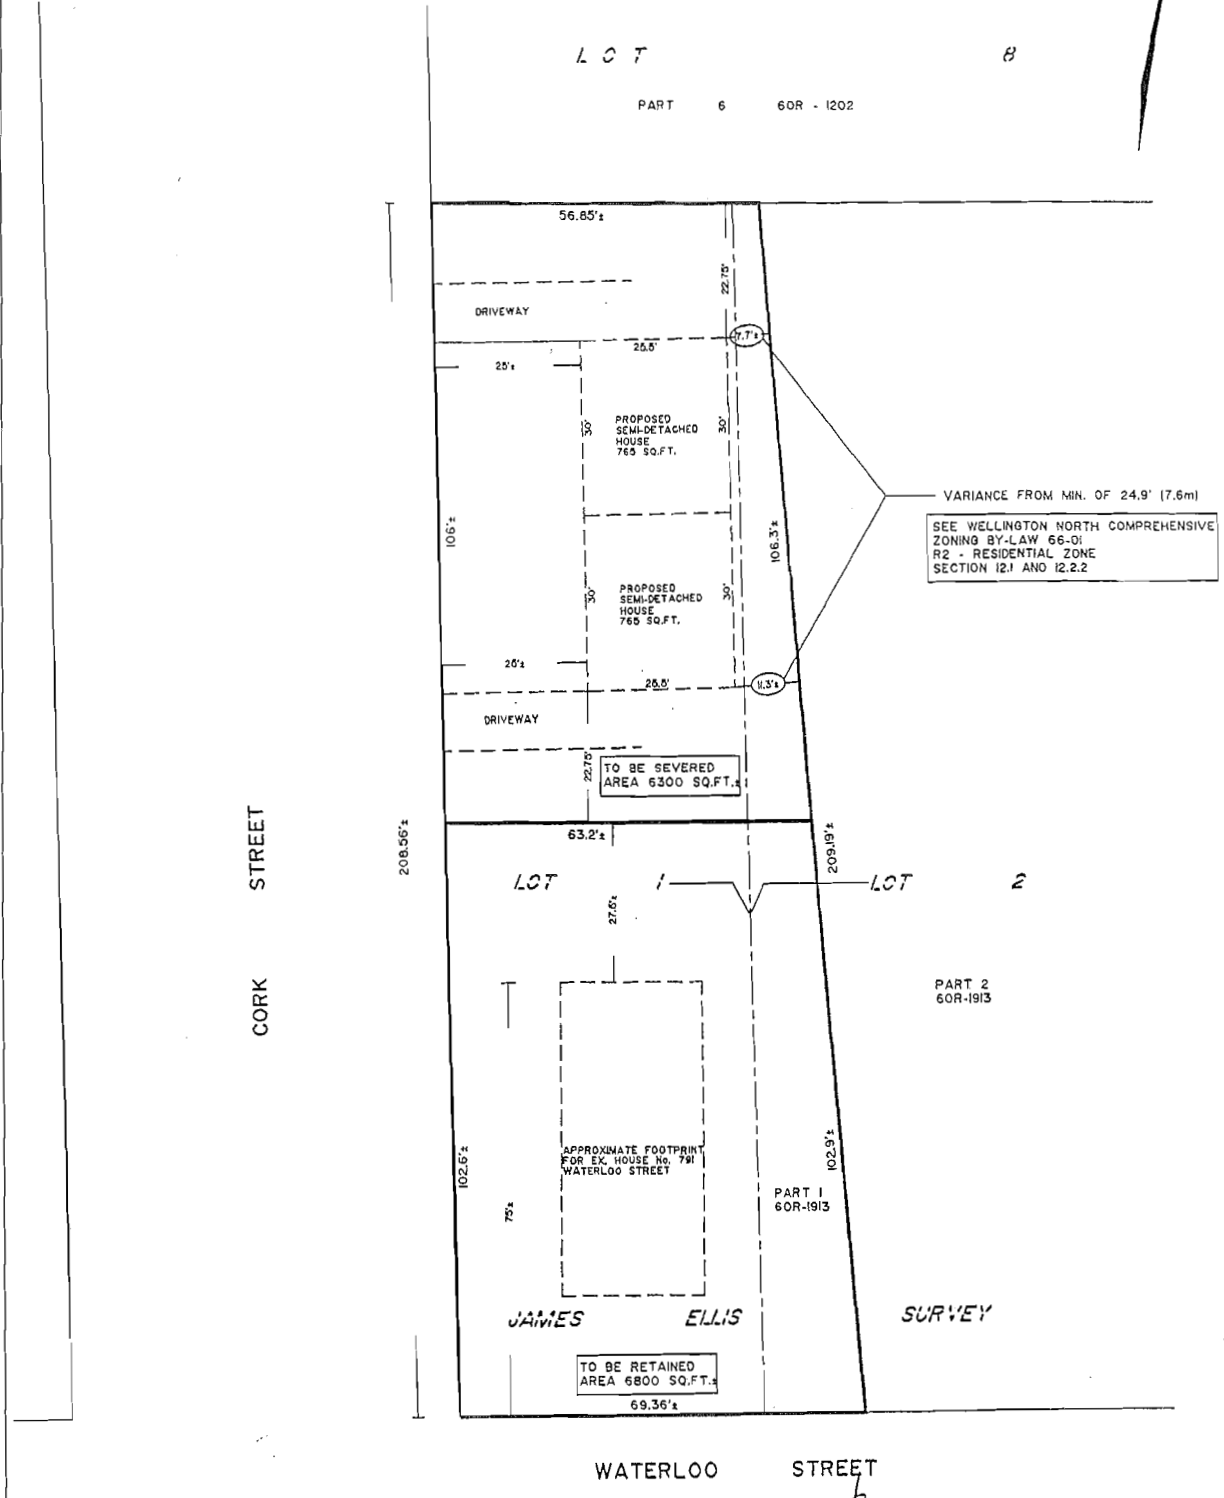 LOT 8
PART 6 60R - 1202
56.85'±
22.75'
DRIVEWAY
7.7'±
25.5'
25'±
30'
PROPOSED
SEMI-DETACHED
HOUSE
765 SQ.FT.
30'
VARIANCE FROM MIN. OF 24.9' (7.6m)
SEE WELLINGTON NORTH COMPREHENSIVE
ZONING BY-LAW 66-01
R2 - RESIDENTIAL ZONE
SECTION 12.1 AND 12.2.2
106'±
106.3'±
30'
PROPOSED
SEMI-DETACHED
HOUSE
765 SQ.FT.
30'
25'±
25.5'
11.3'±
DRIVEWAY
22.75'
TO BE SEVERED
AREA 6300 SQ.FT.±
63.2'±
208.56'±
209.19'±
CORK STREET
LOT 1 LOT 2
27.6'±
PART 2
60R-1913
APPROXIMATE FOOTPRINT
FOR EX. HOUSE No. 791
WATERLOO STREET
102.6'±
102.9'±
75'±
PART 1
60R-1913
JAMES ELLIS SURVEY
TO BE RETAINED
AREA 6800 SQ.FT.±
69.36'±
WATERLOO STREET